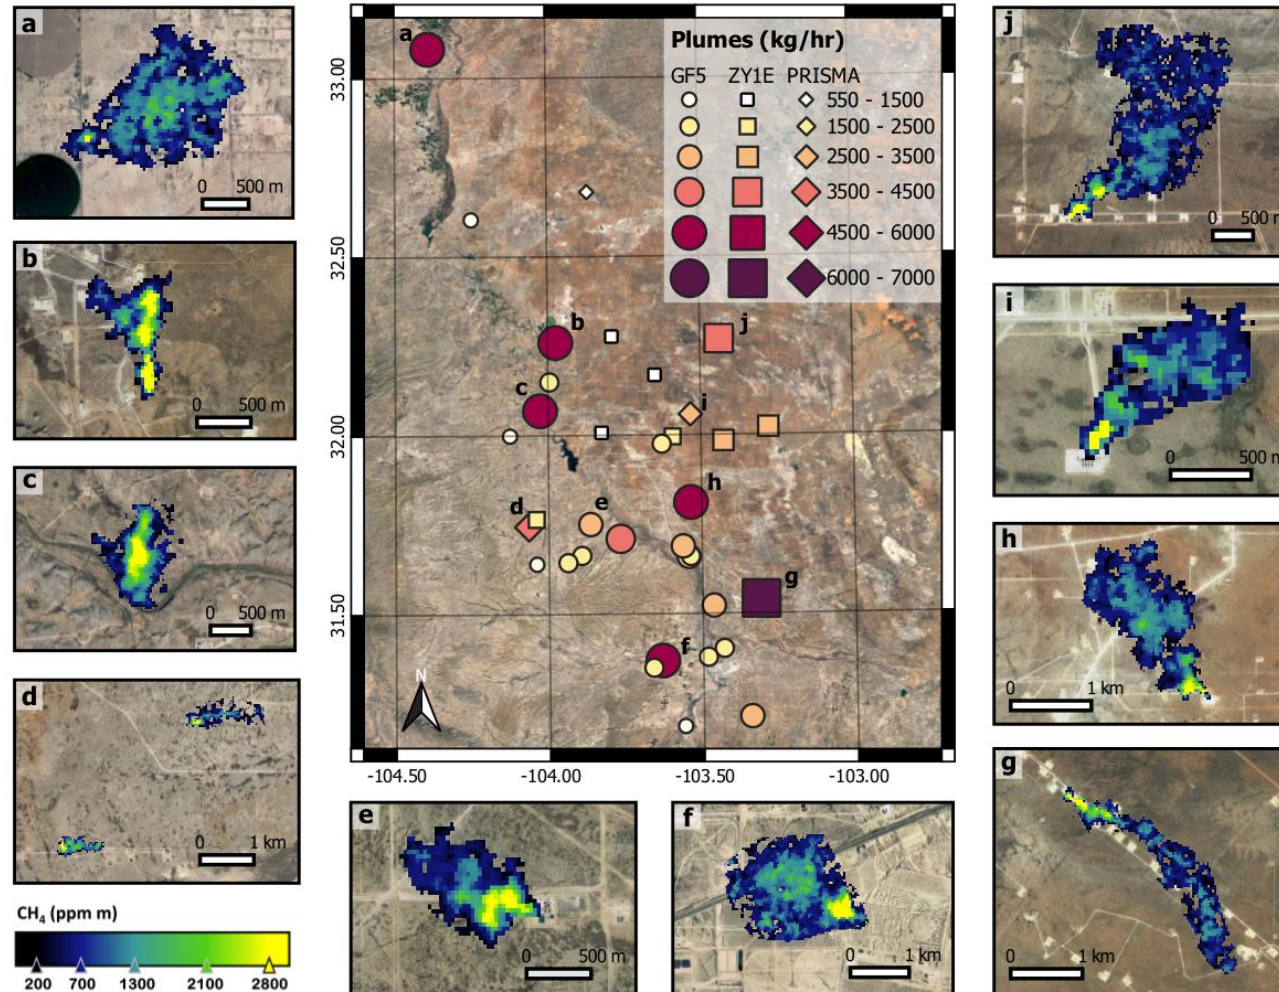 a
0 500 m
b
0 500 m
c
0 500 m
d
0 1 km
CH4 (ppm m)
200 700 1300 2100 2800
33.00
32.50
32.00
31.50
-104.50 -104.00 -103.50 -103.00
Plumes (kg/hr)
GF5 ZY1E PRISMA
550 - 1500
1500 - 2500
2500 - 3500
3500 - 4500
4500 - 6000
6000 - 7000
a
b
j
c
i
h
d
e
g
f
N
e
0 500 m
f
0 1 km
j
0 500 m
i
0 500 m
h
0 1 km
g
0 1 km